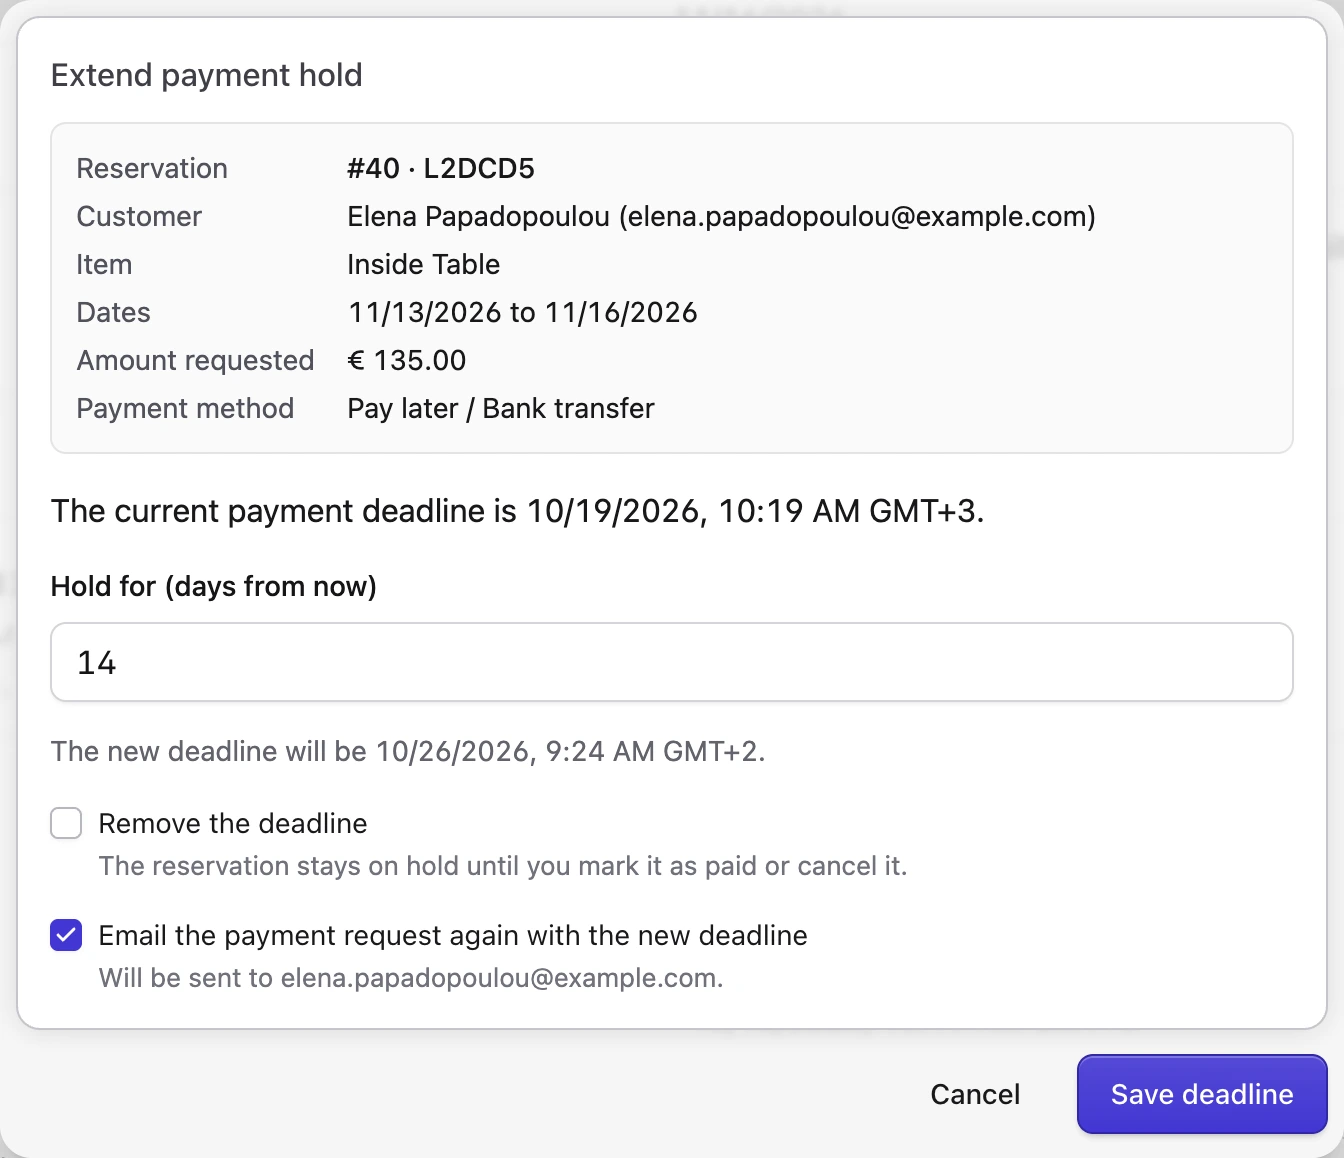 Extend payment hold
Reservation #40 · L2DCD5
Customer Elena Papadopoulou (elena.papadopoulou@example.com)
Item Inside Table
Dates 11/13/2026 to 11/16/2026
Amount requested € 135.00
Payment method Pay later / Bank transfer
The current payment deadline is 10/19/2026, 10:19 AM GMT+3.
Hold for (days from now)
14
The new deadline will be 10/26/2026, 9:24 AM GMT+2.
Remove the deadline
The reservation stays on hold until you mark it as paid or cancel it.
Email the payment request again with the new deadline
Will be sent to elena.papadopoulou@example.com.
Cancel Save deadline